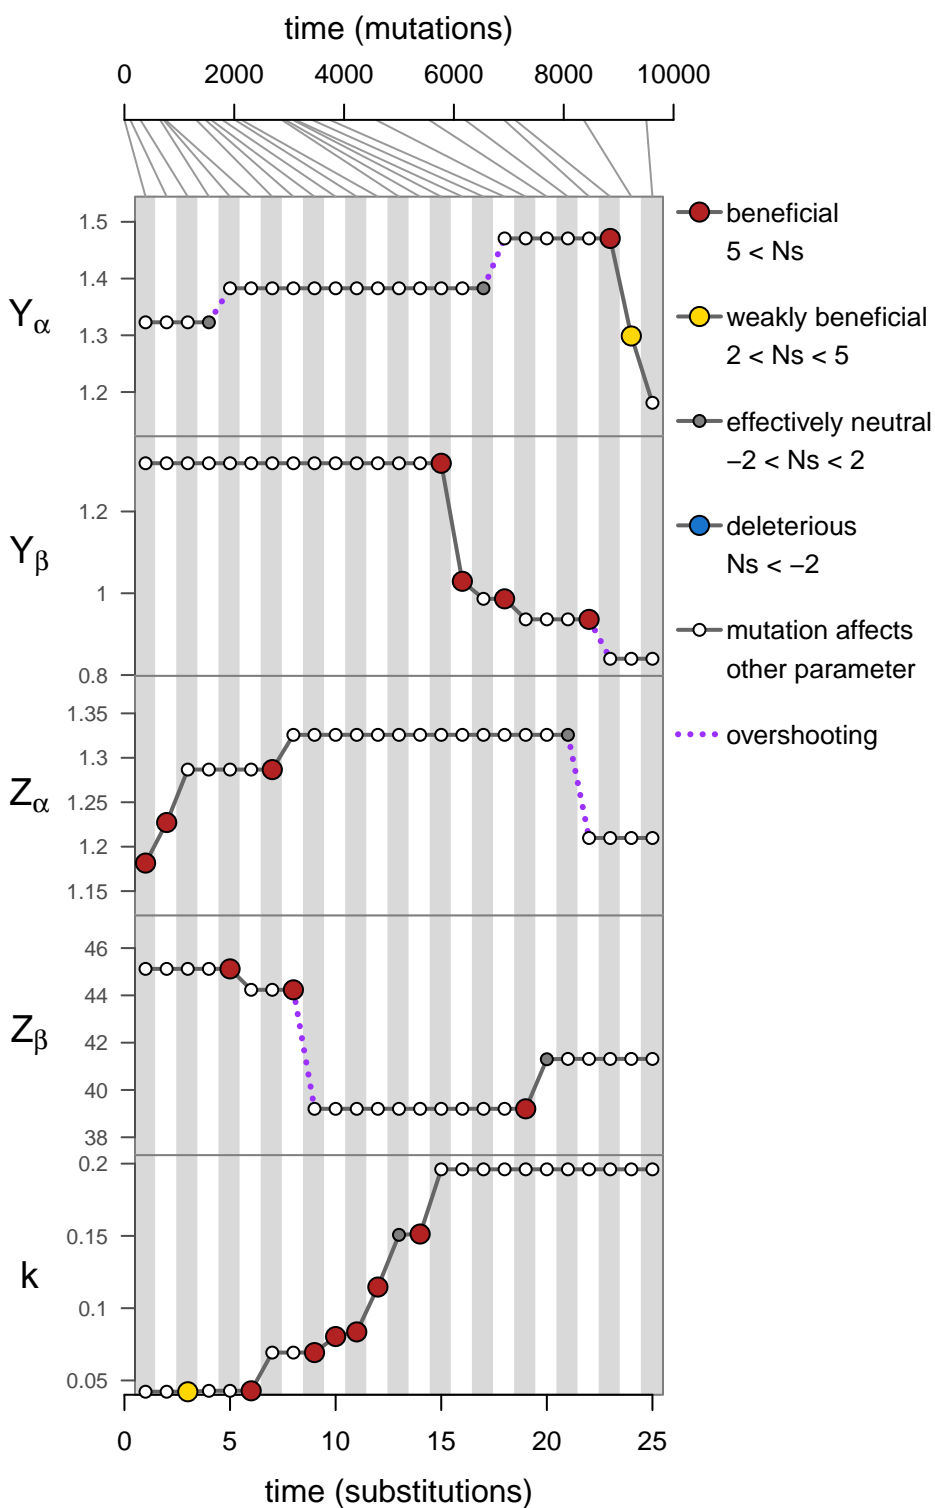 time (mutations)
0 2000 4000 6000 8000 10000
Yα
1.5
1.4
1.3
1.2
Yβ
1.2
1
0.8
Zα
1.35
1.3
1.25
1.2
1.15
Zβ
46
44
42
40
38
k
0.2
0.15
0.1
0.05
0 5 10 15 20 25
time (substitutions)
beneficial
5 < Ns
weakly beneficial
2 < Ns < 5
effectively neutral
−2 < Ns < 2
deleterious
Ns < −2
mutation affects
other parameter
overshooting